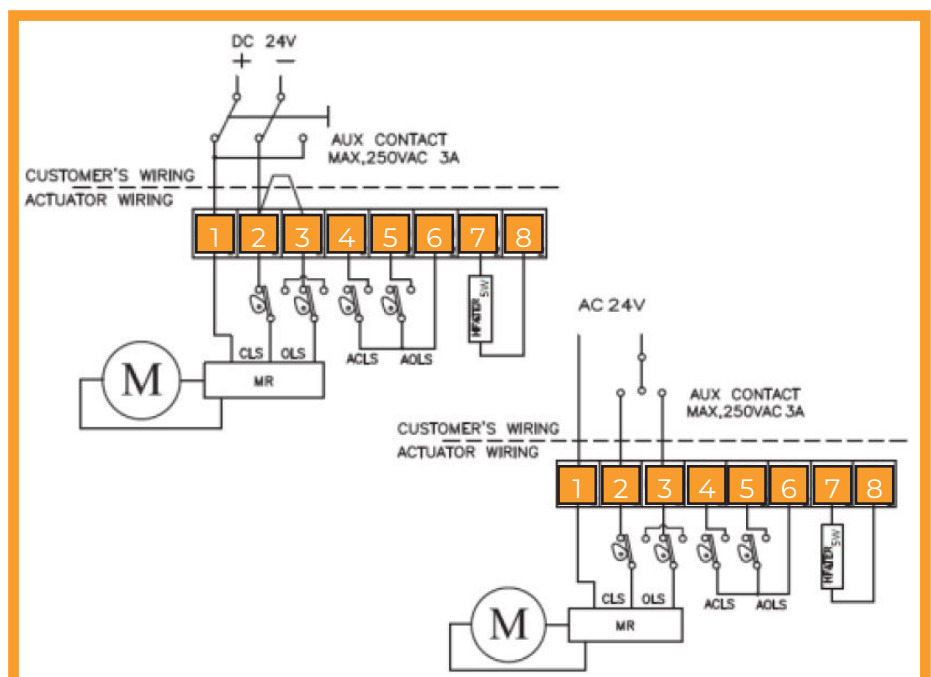 DC 24V
+ −
AUX CONTACT
MAX,250VAC 3A
CUSTOMER'S WIRING
ACTUATOR WIRING
1 2 3 4 5 6 7 8
HFATER 5W
CLS OLS ACLS AOLS
MR
M
AC 24V
AUX CONTACT
MAX,250VAC 3A
CUSTOMER'S WIRING
ACTUATOR WIRING
1 2 3 4 5 6 7 8
HFATER 5W
CLS OLS ACLS AOLS
MR
M